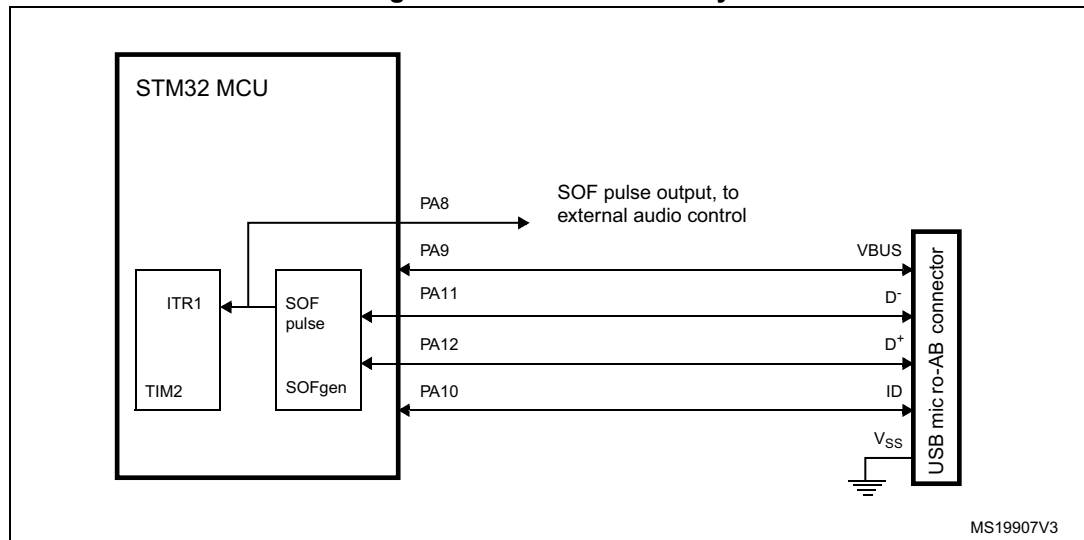 STM32 MCU
PA8
SOF pulse output, to
external audio control
PA9
VBUS
ITR1
SOF
pulse
PA11
D-
PA12
D+
TIM2
SOFgen
PA10
ID
VSS
USB mic ro-AB connector
MS19907V3